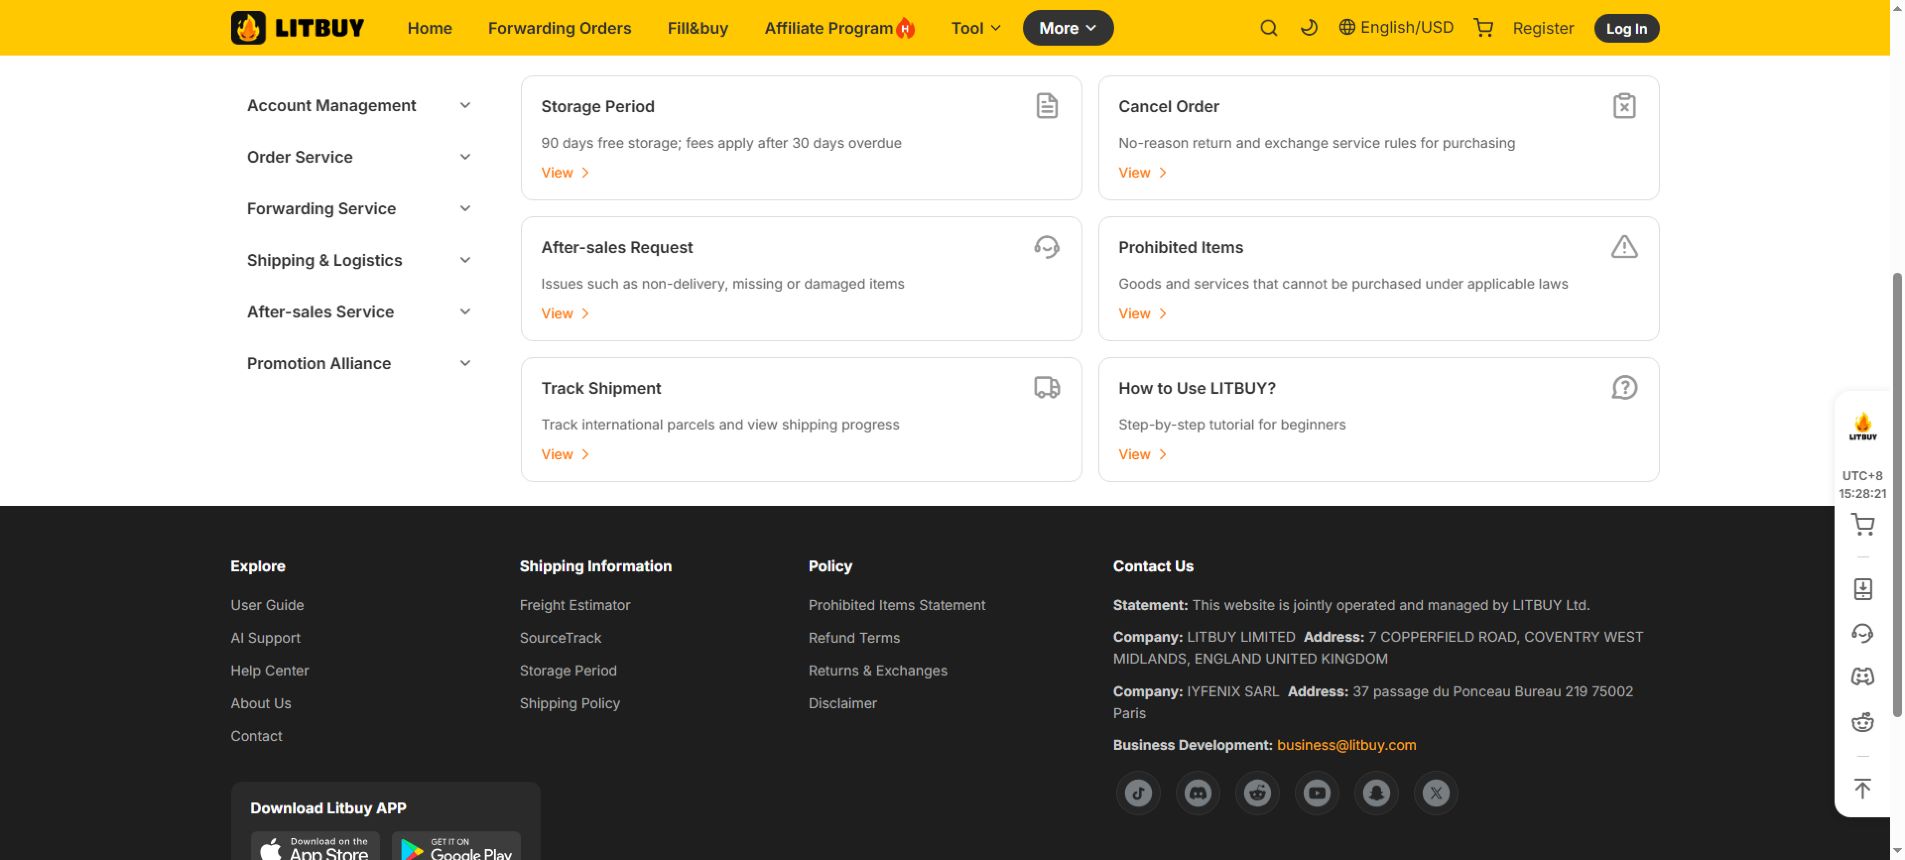 LITBUY
Home
Forwarding Orders
Fill&buy
Affiliate Program
H
Tool
More
English/USD
Register
Log In
Account Management
Order Service
Forwarding Service
Shipping & Logistics
After-sales Service
Promotion Alliance
Storage Period
90 days free storage; fees apply after 30 days overdue
View
Cancel Order
No-reason return and exchange service rules for purchasing
View
After-sales Request
Issues such as non-delivery, missing or damaged items
View
Prohibited Items
Goods and services that cannot be purchased under applicable laws
View
Track Shipment
Track international parcels and view shipping progress
View
How to Use LITBUY?
Step-by-step tutorial for beginners
View
LITBUY
UTC+8
15:28:21
Explore
User Guide
AI Support
Help Center
About Us
Contact
Shipping Information
Freight Estimator
SourceTrack
Storage Period
Shipping Policy
Policy
Prohibited Items Statement
Refund Terms
Returns & Exchanges
Disclaimer
Contact Us
Statement: This website is jointly operated and managed by LITBUY Ltd.
Company: LITBUY LIMITED Address: 7 COPPERFIELD ROAD, COVENTRY WEST
MIDLANDS, ENGLAND UNITED KINGDOM
Company: IYFENIX SARL Address: 37 passage du Ponceau Bureau 219 75002
Paris
Business Development: business@litbuy.com
Download Litbuy APP
Download on the
App Store
GET IT ON
Google Play